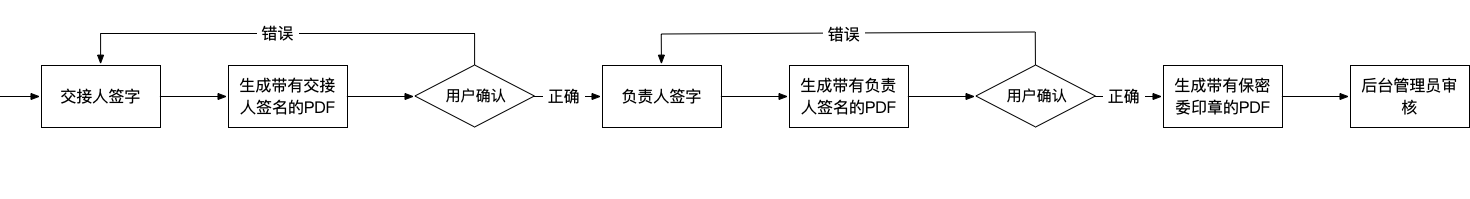 错误
错误
交接人签字
生成带有交接
人签名的PDF
用户确认
正确
负责人签字
生成带有负责
人签名的PDF
用户确认
正确
生成带有保密
委印章的PDF
后台管理员审
核